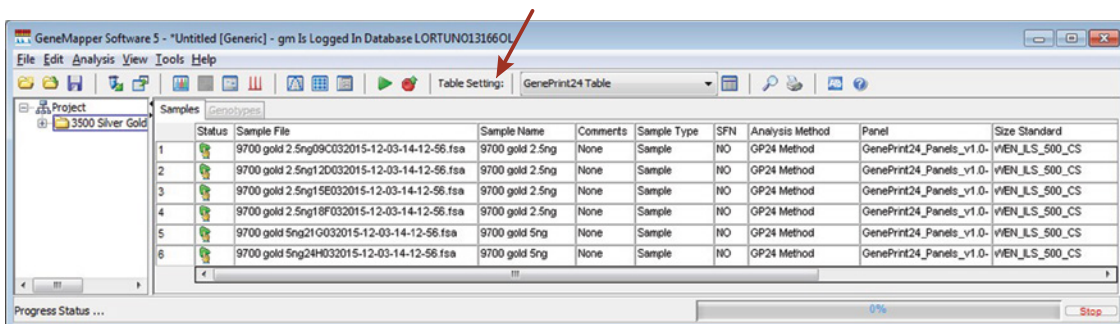 GeneMapper Software 5 - *Untitled [Generic] - gm Is Logged In Database LORTUNO13166OL
File Edit Analysis View Tools Help
Table Setting: GenePrint24 Table
Project
3500 Silver Gold
Samples Genotypes
Status Sample File Sample Name Comments Sample Type SFN Analysis Method Panel Size Standard
1 9700 gold 2.5ng09C032015-12-03-14-12-56.fsa 9700 gold 2.5ng None Sample NO GP24 Method GenePrint24_Panels_v1.0- WEN_ILS_500_CS
2 9700 gold 2.5ng12D032015-12-03-14-12-56.fsa 9700 gold 2.5ng None Sample NO GP24 Method GenePrint24_Panels_v1.0- WEN_ILS_500_CS
3 9700 gold 2.5ng15E032015-12-03-14-12-56.fsa 9700 gold 2.5ng None Sample NO GP24 Method GenePrint24_Panels_v1.0- WEN_ILS_500_CS
4 9700 gold 2.5ng18F032015-12-03-14-12-56.fsa 9700 gold 2.5ng None Sample NO GP24 Method GenePrint24_Panels_v1.0- WEN_ILS_500_CS
5 9700 gold 5ng21G032015-12-03-14-12-56.fsa 9700 gold 5ng None Sample NO GP24 Method GenePrint24_Panels_v1.0- WEN_ILS_500_CS
6 9700 gold 5ng24H032015-12-03-14-12-56.fsa 9700 gold 5ng None Sample NO GP24 Method GenePrint24_Panels_v1.0- WEN_ILS_500_CS
Progress Status ... 0% Stop